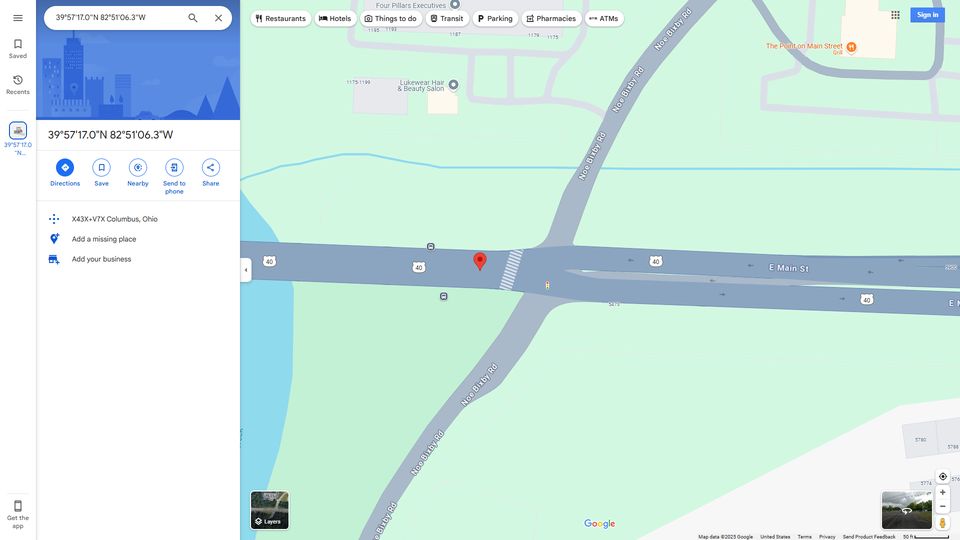 39°57'17.0"N 82°51'06.3"W
Restaurants
Hotels
Things to do
Transit
Parking
Pharmacies
ATMs
Sign in
Saved
Recents
39°57'17.0
"N...
Get the
app
39°57'17.0"N 82°51'06.3"W
Directions
Save
Nearby
Send to
phone
Share
X43X+V7X Columbus, Ohio
Add a missing place
Add your business
Four Pillars Executives
1195
1193
1187
1179
1175
1175-1199
Lukewear Hair
& Beauty Salon
The Point on Main Street
Grill
Noe Bixby Rd
Noe Bixby Rd
Noe Bixby Rd
40
40
40
E Main St
40
E M
Noe Bixby Rd
Noe Bixby Rd
oe Bixby Rd
5780
5788
5774
Layers
Google
Map data ©2025 Google
United States
Terms
Privacy
Send Product Feedback
50 ft